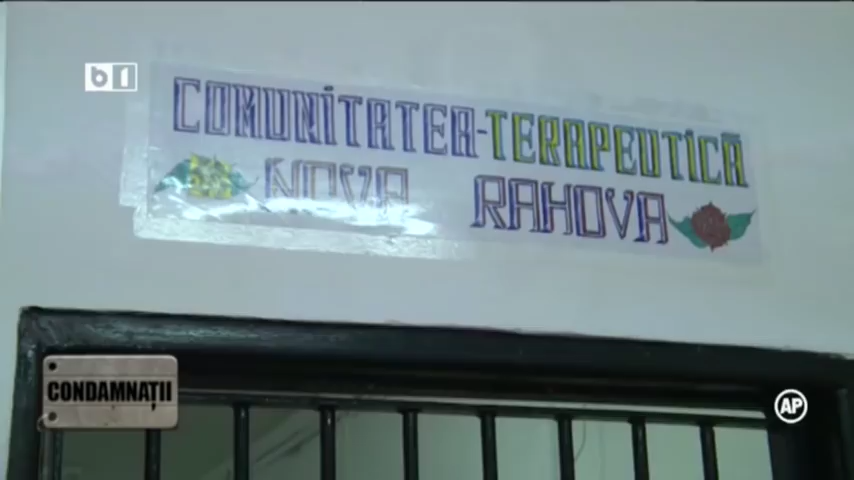 b1
COMUNITATEA-TERAPEUTICĂ
NOVA RAHOVA
CONDAMNAȚII
AP